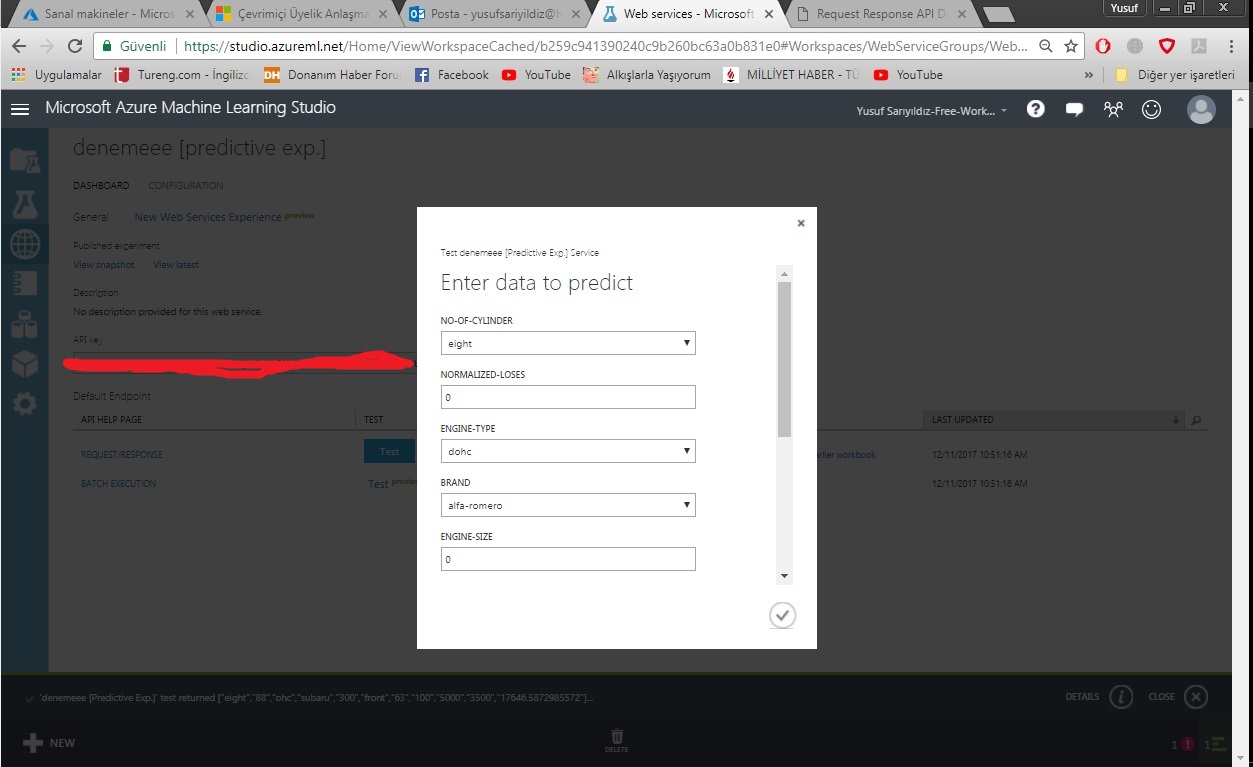 Sanal makineler - Micros
Çevrimiçi Üyelik Anlaşma
Posta - yusufsariyildiz@h
Web services - Microsoft
Request Response API D
Yusuf
Güvenli
https://studio.azureml.net/Home/ViewWorkspaceCached/b259c941390240c9b260bc63a0b831e0#Workspaces/WebServiceGroups/Web...
Uygulamalar
Tureng.com - İngilizc
Donanım Haber Foru
Facebook
YouTube
Alkışlarla Yaşıyorum
MİLLİYET HABER - TÜ
YouTube
»
Diğer yer işaretleri
Microsoft Azure Machine Learning Studio
Yusuf Sarıyıldız-Free-Work...
denemeee [predictive exp.]
DASHBOARD
CONFIGURATION
General
New Web Services Experience preview
Published experiment
View snapshot
View latest
Description
No description provided for this web service.
API key
Default Endpoint
API HELP PAGE
TEST
LAST UPDATED
REQUEST/RESPONSE
Test
rlier workbook
12/11/2017 10:51:16 AM
BATCH EXECUTION
Test preview
12/11/2017 10:51:16 AM
Test denemeee [Predictive Exp.] Service
Enter data to predict
NO-OF-CYLINDER
eight
NORMALIZED-LOSES
0
ENGINE-TYPE
dohc
BRAND
alfa-romero
ENGINE-SIZE
0
'denemeee [Predictive Exp.]' test returned ["eight","88","ohc","subaru","300","front","63","100","5000","3500","17646.5872985572"]...
DETAILS
CLOSE
NEW
DELETE
1
1